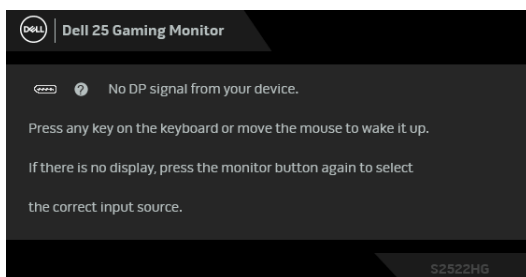 DELL Dell 25 Gaming Monitor
? No DP signal from your device.
Press any key on the keyboard or move the mouse to wake it up.
If there is no display, press the monitor button again to select
the correct input source.
S2522HG